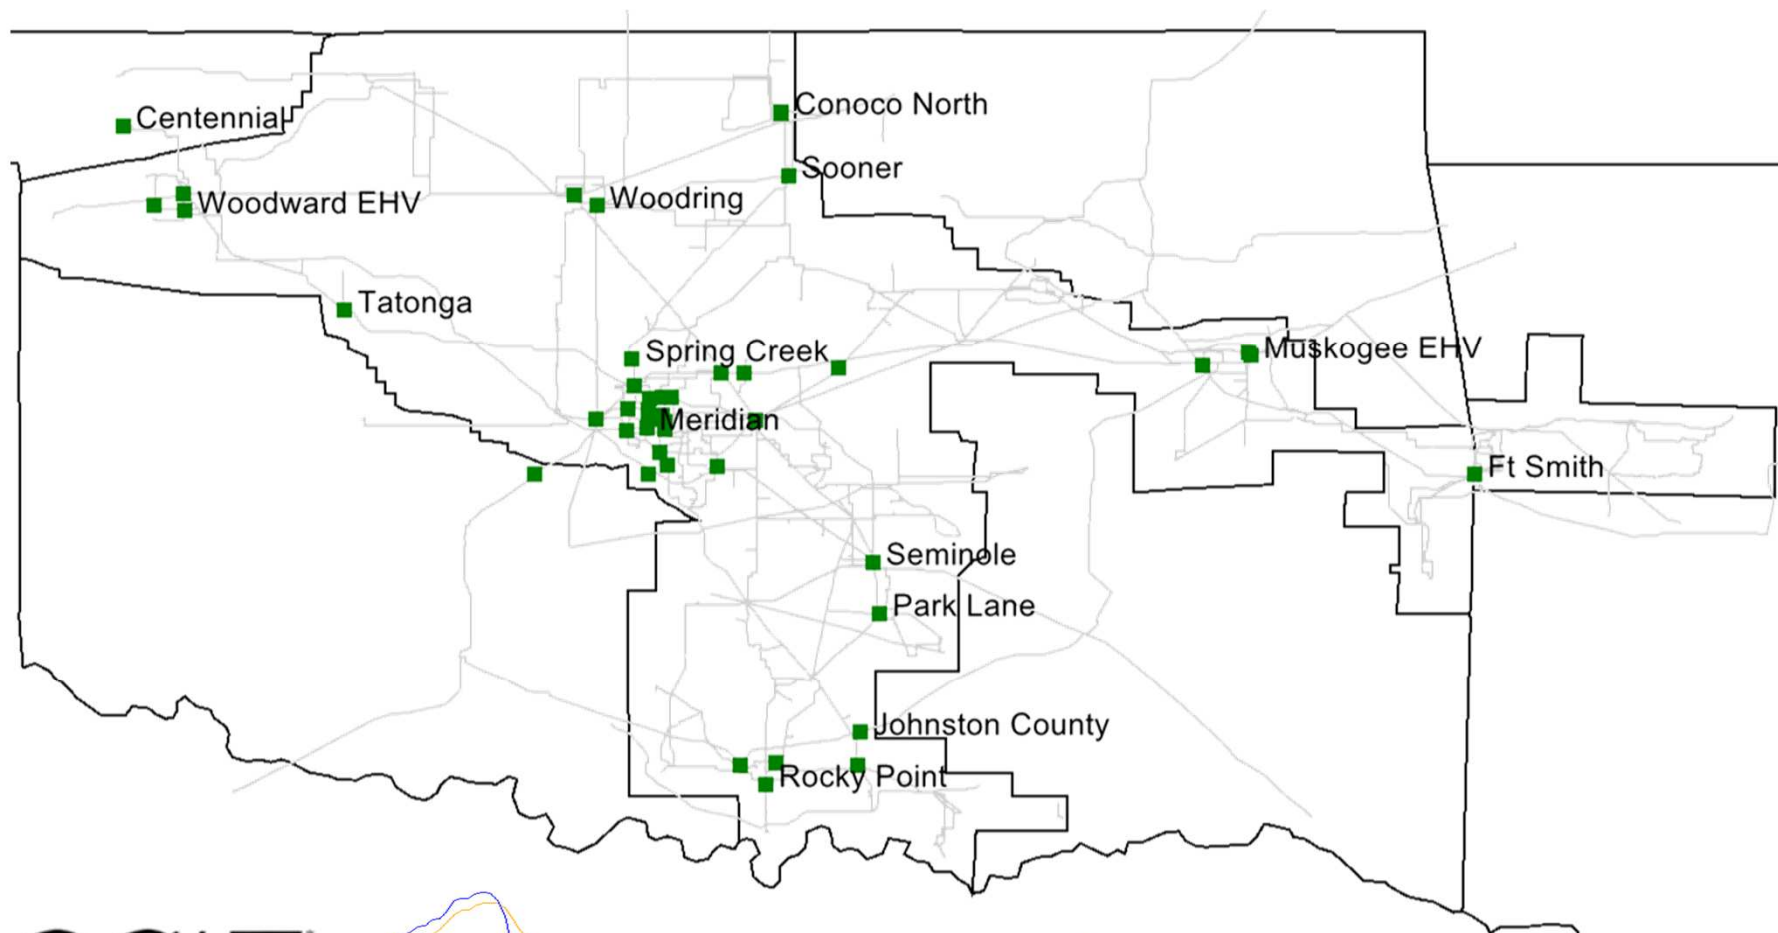 Conoco North
Centennial
Sooner
Woodward EHV
Woodring
Tatonga
Spring Creek
Muskogee EHV
Meridian
Ft Smith
Seminole
Park Lane
Johnston County
Rocky Point